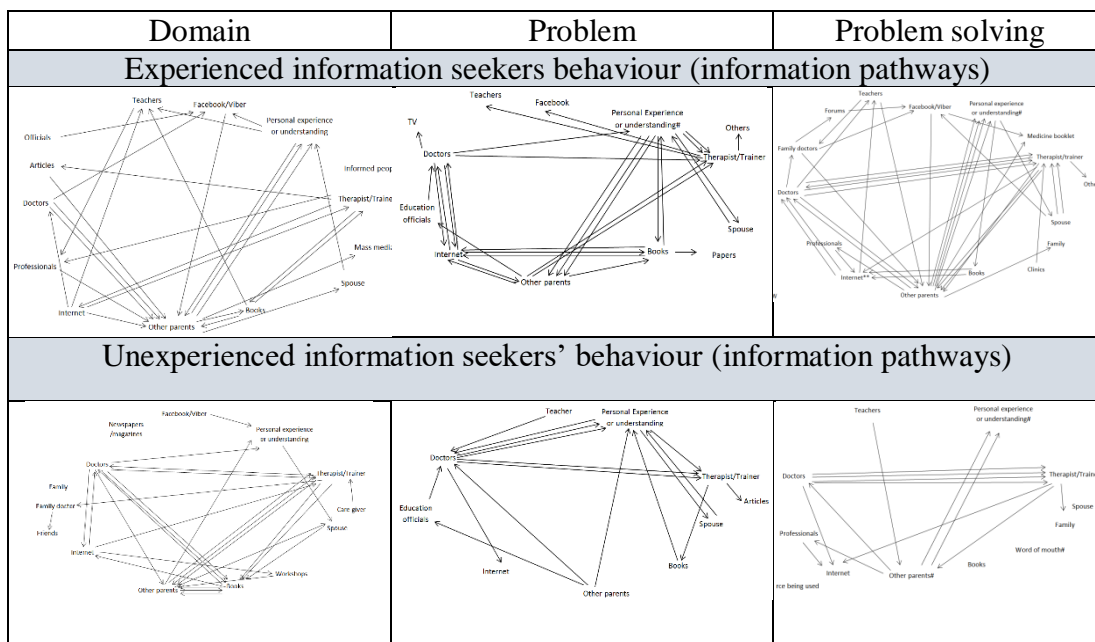 Domain
Problem
Problem solving
Experienced information seekers behaviour (information pathways)
Teachers
Facebook/Viber
Personal experience
or understanding
Officials
Articles
Informed peop
Doctors
Therapist/Traine
Mass media
Professionals
Spouse
Internet
Books
Other parents
Teachers
Facebook
Personal Experience
or understanding#
TV
Others
Doctors
Therapist/Trainer
Education
officials
Spouse
Internet
Books
Papers
Other parents
Teachers
Forums
Facebook/Viber
Personal experience
or understanding#
Medicine booklet
Family doctors
Therapist/trainer
Doctors
Othe
Spouse
Professionals
Family
Internet**
Books
Clinics
Other parents
Unexperienced information seekers’ behaviour (information pathways)
Facebook/Viber
Newspapers
/magazines
Personal experience
or understanding
Doctors
Therapist/Trainer
Family
Family doctor
Care giver
Friends
Spouse
Internet
Workshops
Books
Other parents
Teacher
Personal Experience
or understanding
Doctors
Therapist/Trainer
Articles
Education
officials
Spouse
Internet
Books
Other parents
Teachers
Personal experience
or understanding#
Doctors
Therapist/Traine
Spouse
Family
Professionals
Word of mouth#
Internet
Other parents#
Books
rce being used